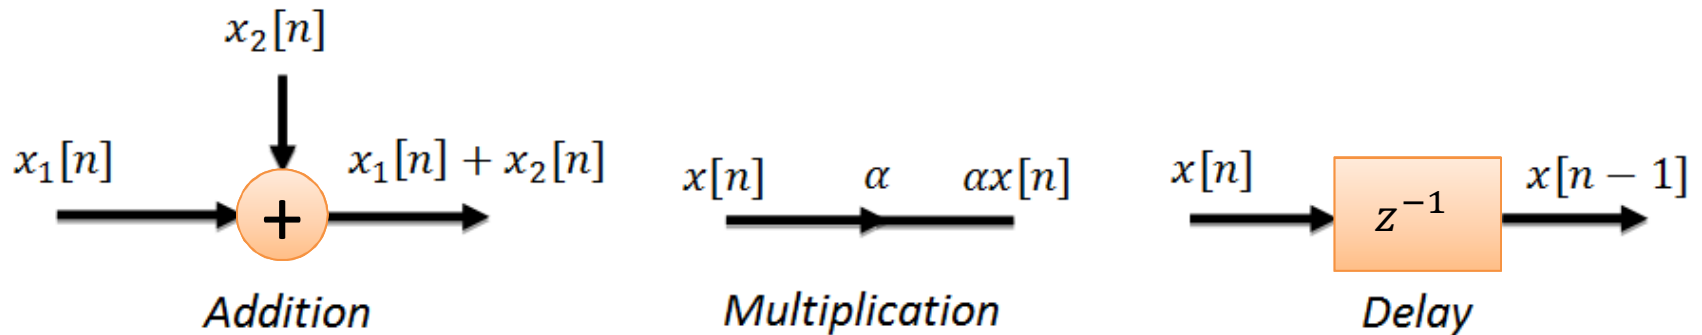 x₂[n]
x₁[n]
+
x₁[n] + x₂[n]
Addition
x[n]
α
αx[n]
Multiplication
x[n]
z⁻¹
x[n − 1]
Delay